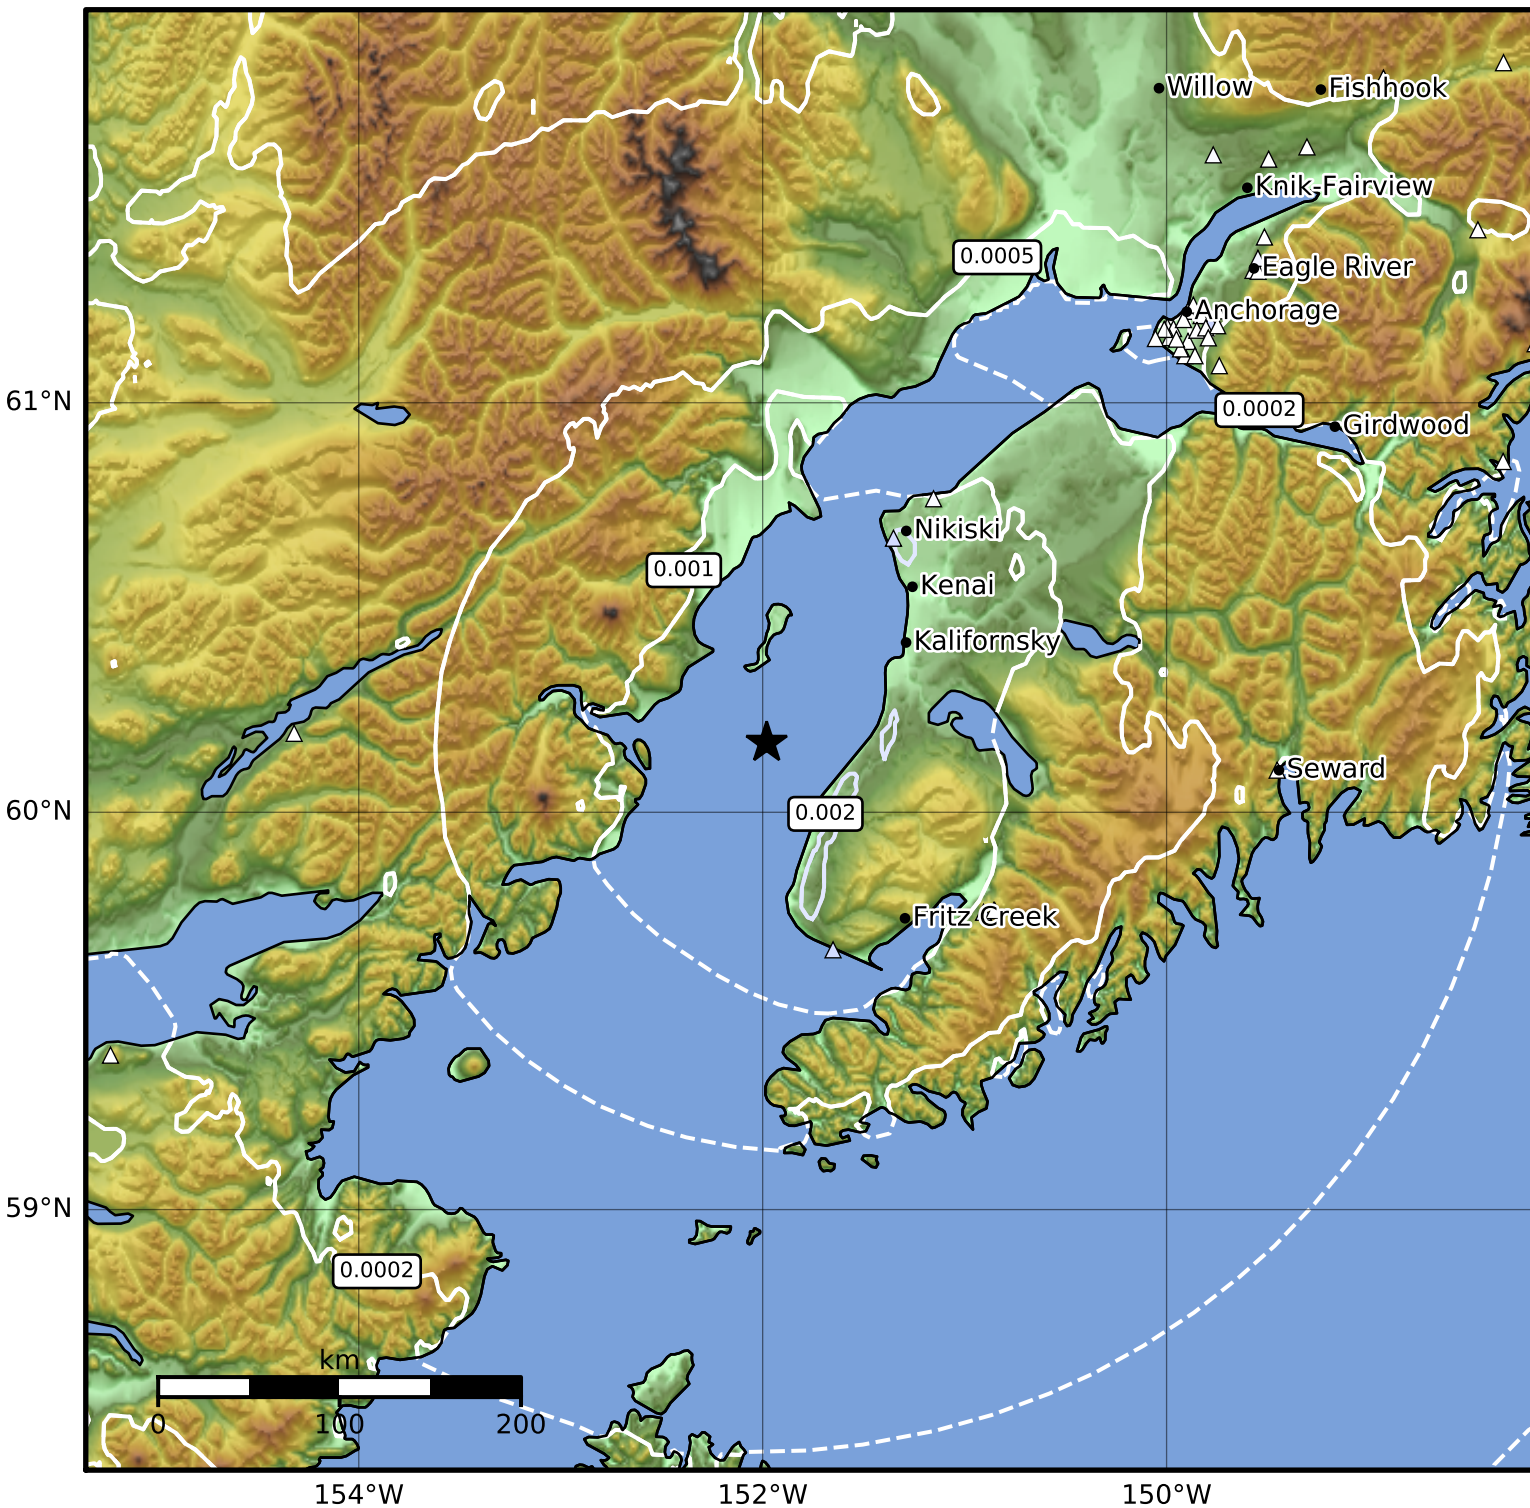 Willow
Fishhook
Knik-Fairview
0.0005
Eagle River
Anchorage
61°N
0.0002
Girdwood
Nikiski
0.001
Kenai
Kalifornsky
Seward
60°N
0.002
Fritz Creek
59°N
0.0002
km
0 100 200
154°W 152°W 150°W